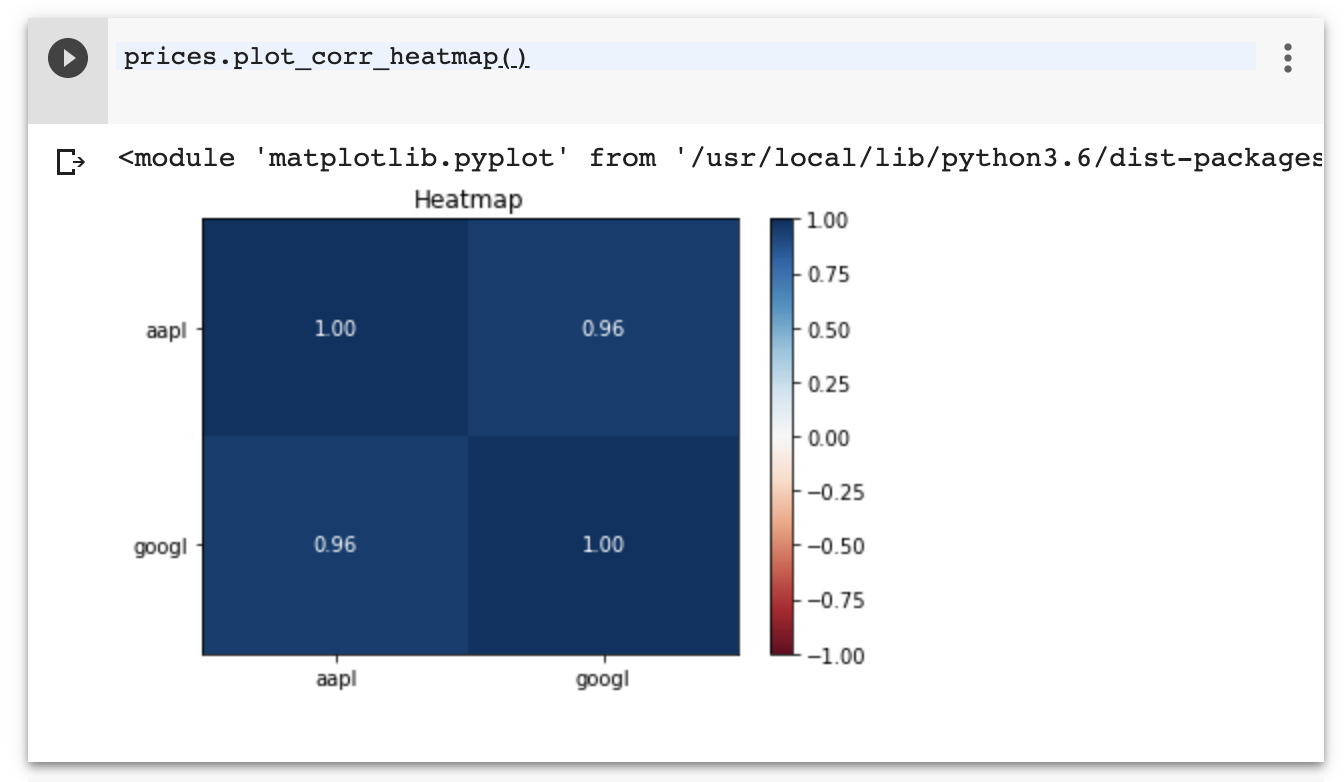 prices.plot_corr_heatmap()
<module 'matplotlib.pyplot' from '/usr/local/lib/python3.6/dist-packages
Heatmap
1.00
0.75
0.50
0.25
0.00
−0.25
−0.50
−0.75
−1.00
aapl
1.00
0.96
googl
0.96
1.00
aapl
googl